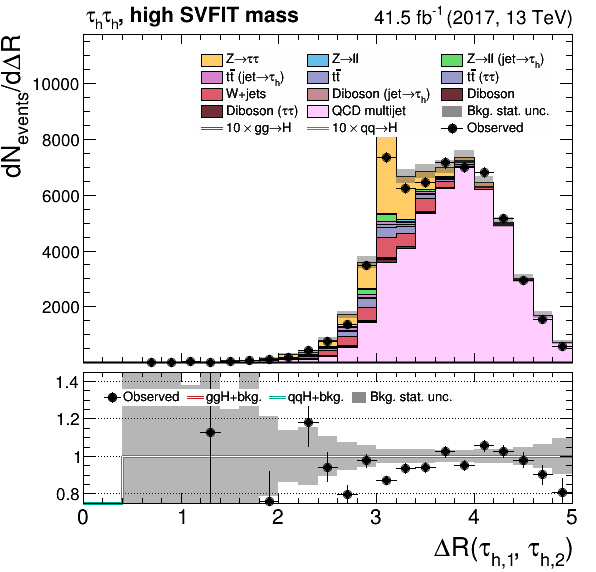 τhτh, high SVFIT mass 41.5 fb-1 (2017, 13 TeV)
dNevents/dΔR
Z→ττ Z→ll Z→ll (jet→τh)
tt̄ (jet→τh) tt̄ tt̄ (ττ)
W+jets Diboson (jet→τh) Diboson
Diboson (ττ) QCD multijet Bkg. stat. unc.
10 × gg→H 10 × qq→H Observed
10000
8000
6000
4000
2000
1.4
Observed ggH+bkg. qqH+bkg. Bkg. stat. unc.
1.2
1
0.8
0 1 2 3 4 5
ΔR(τh,1, τh,2)